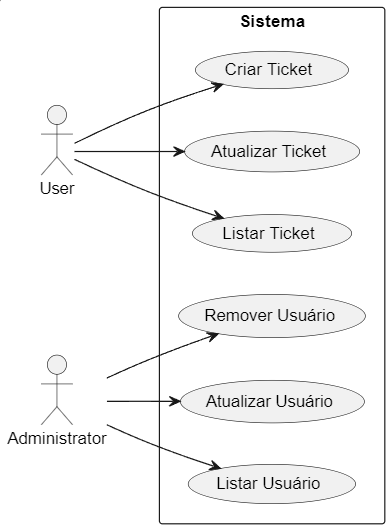 Sistema
Criar Ticket
Atualizar Ticket
User
Listar Ticket
Remover Usuário
Atualizar Usuário
Administrator
Listar Usuário